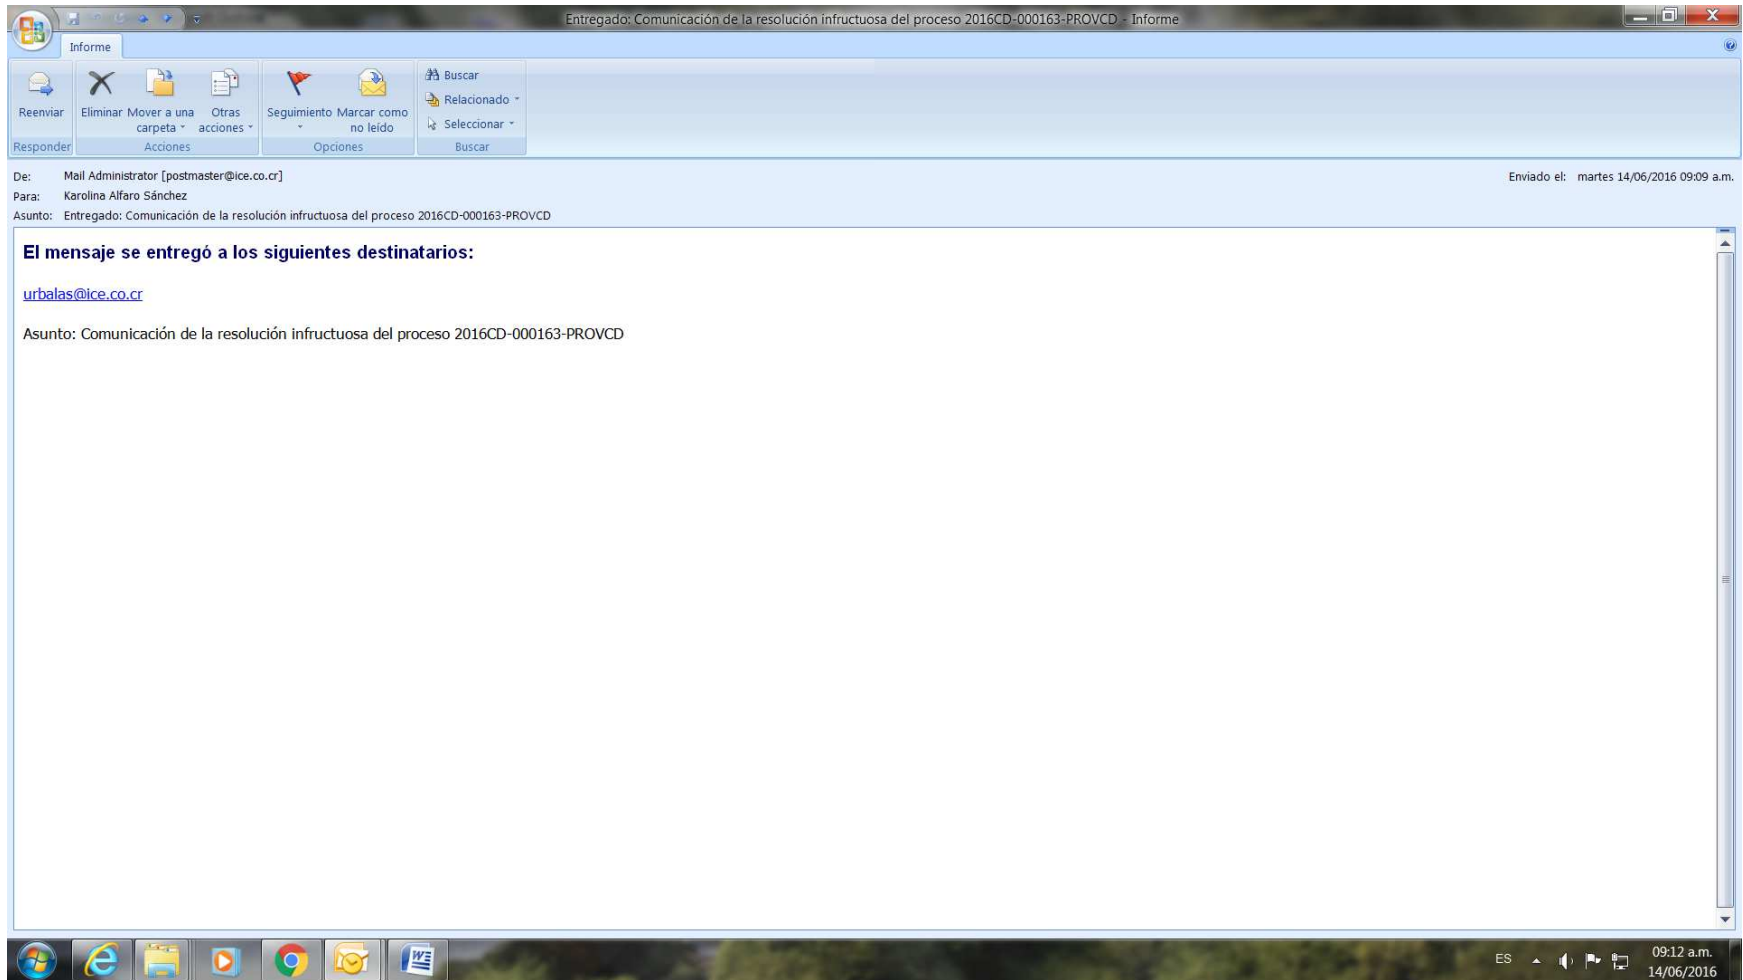 Entregado: Comunicación de la resolución infructuosa del proceso 2016CD-000163-PROVCD - Informe
Informe
Reenviar
Eliminar
Mover a una carpeta
Otras acciones
Seguimiento
Marcar como no leído
Buscar
Relacionado
Seleccionar
Responder
Acciones
Opciones
Buscar
De: Mail Administrator [postmaster@ice.co.cr]
Enviado el: martes 14/06/2016 09:09 a.m.
Para: Karolina Alfaro Sánchez
Asunto: Entregado: Comunicación de la resolución infructuosa del proceso 2016CD-000163-PROVCD
El mensaje se entregó a los siguientes destinatarios:
urbalas@ice.co.cr
Asunto: Comunicación de la resolución infructuosa del proceso 2016CD-000163-PROVCD
ES
09:12 a.m.
14/06/2016